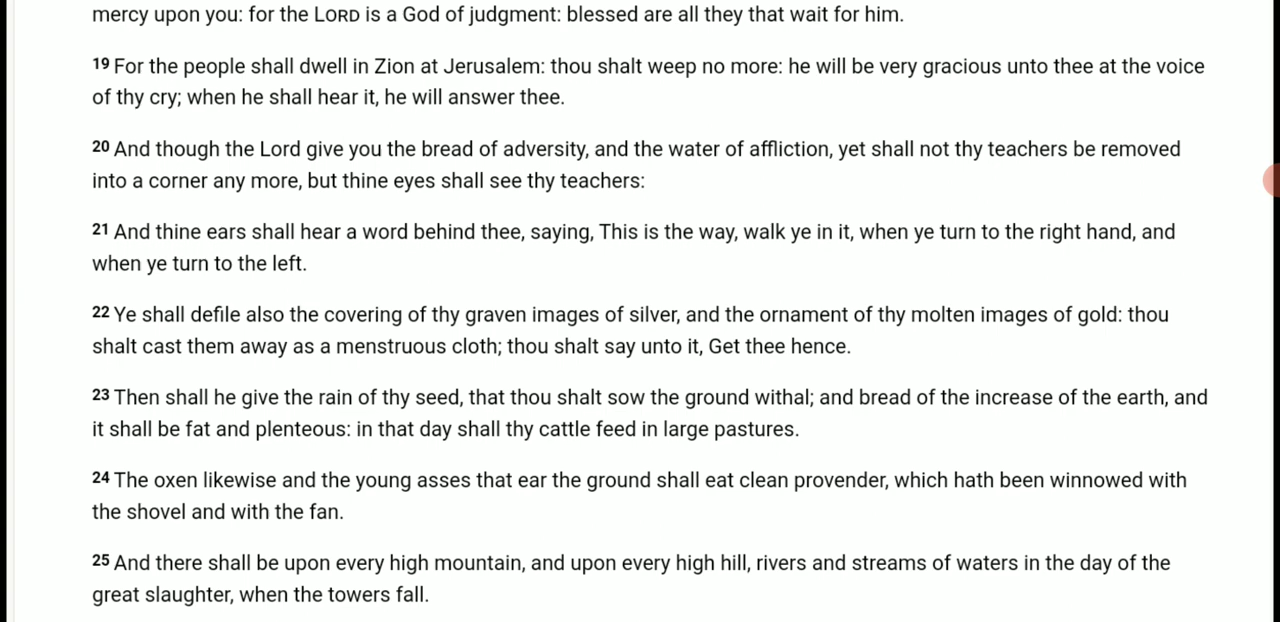 mercy upon you: for the LORD is a God of judgment: blessed are all they that wait for him.
19 For the people shall dwell in Zion at Jerusalem: thou shalt weep no more: he will be very gracious unto thee at the voice
of thy cry; when he shall hear it, he will answer thee.
20 And though the Lord give you the bread of adversity, and the water of affliction, yet shall not thy teachers be removed
into a corner any more, but thine eyes shall see thy teachers:
21 And thine ears shall hear a word behind thee, saying, This is the way, walk ye in it, when ye turn to the right hand, and
when ye turn to the left.
22 Ye shall defile also the covering of thy graven images of silver, and the ornament of thy molten images of gold: thou
shalt cast them away as a menstruous cloth; thou shalt say unto it, Get thee hence.
23 Then shall he give the rain of thy seed, that thou shalt sow the ground withal; and bread of the increase of the earth, and
it shall be fat and plenteous: in that day shall thy cattle feed in large pastures.
24 The oxen likewise and the young asses that ear the ground shall eat clean provender, which hath been winnowed with
the shovel and with the fan.
25 And there shall be upon every high mountain, and upon every high hill, rivers and streams of waters in the day of the
great slaughter, when the towers fall.